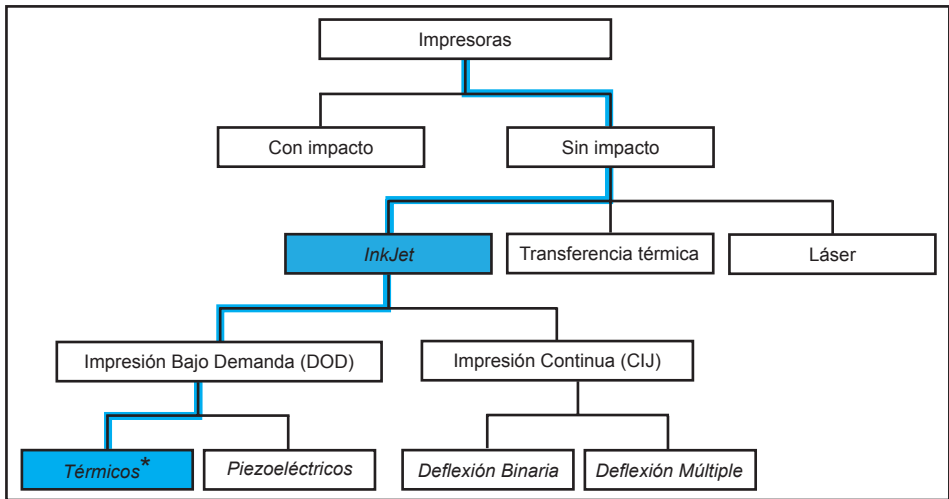 Impresoras
Con impacto
Sin impacto
InkJet
Transferencia térmica
Láser
Impresión Bajo Demanda (DOD)
Impresión Continua (CIJ)
Térmicos*
Piezoeléctricos
Deflexión Binaria
Deflexión Múltiple